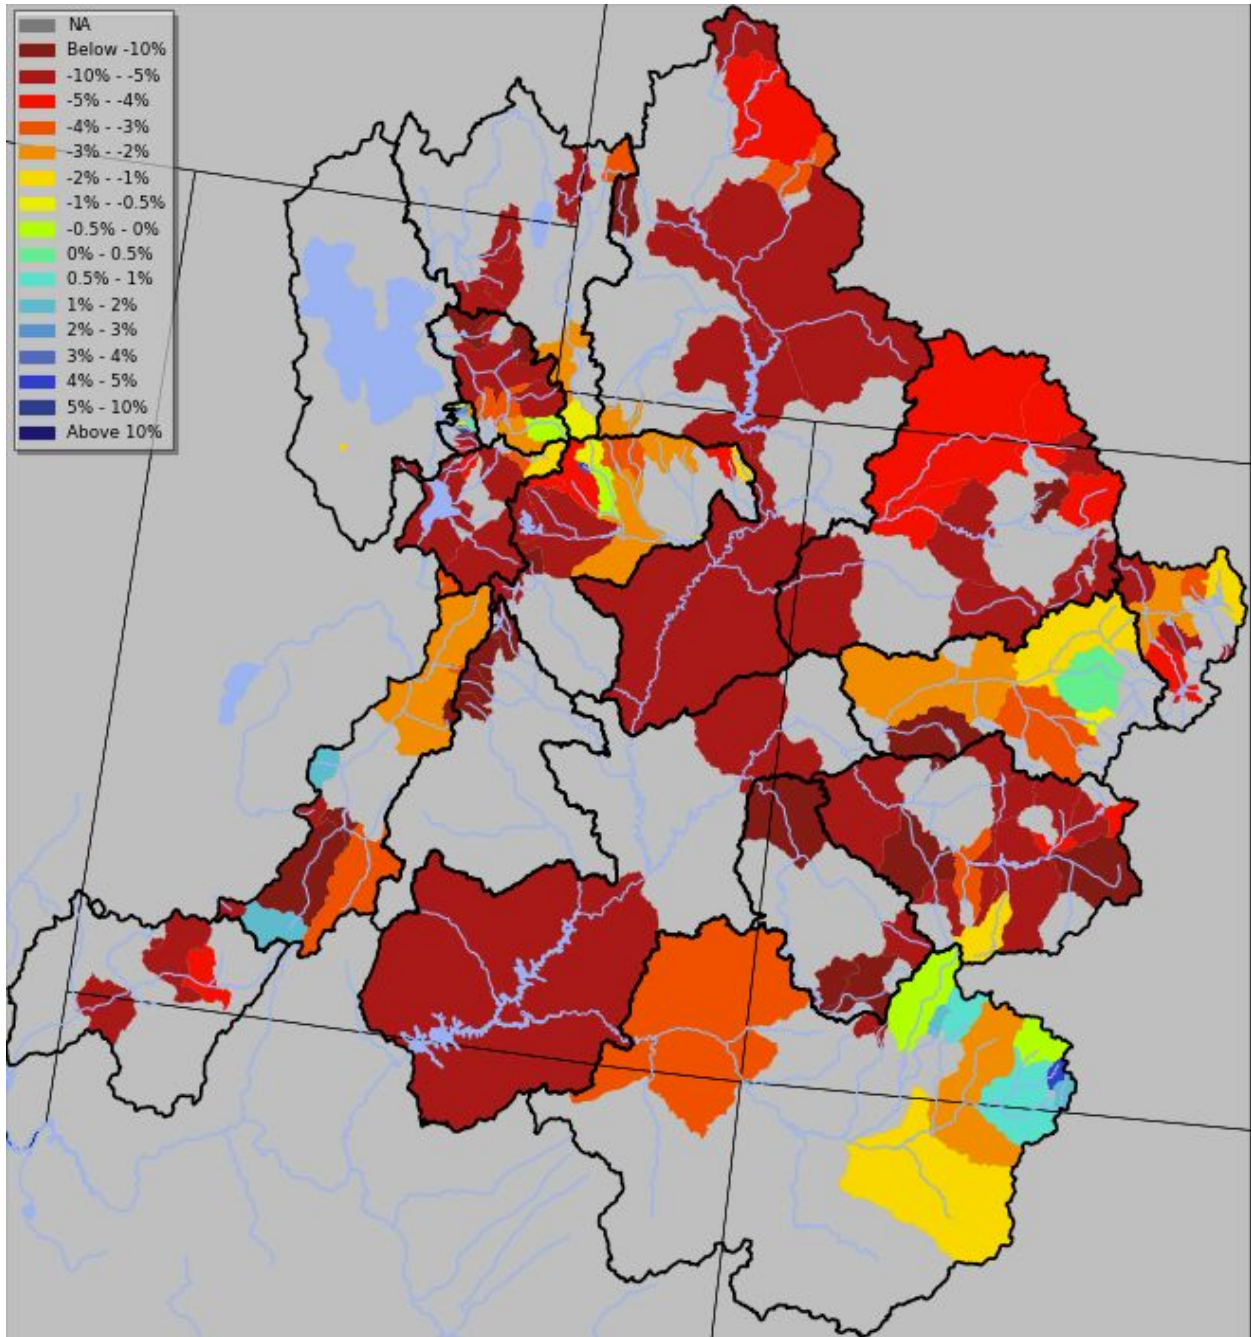 NA
Below -10%
-10% - -5%
-5% - -4%
-4% - -3%
-3% - -2%
-2% - -1%
-1% - -0.5%
-0.5% - 0%
0% - 0.5%
0.5% - 1%
1% - 2%
2% - 3%
3% - 4%
4% - 5%
5% - 10%
Above 10%